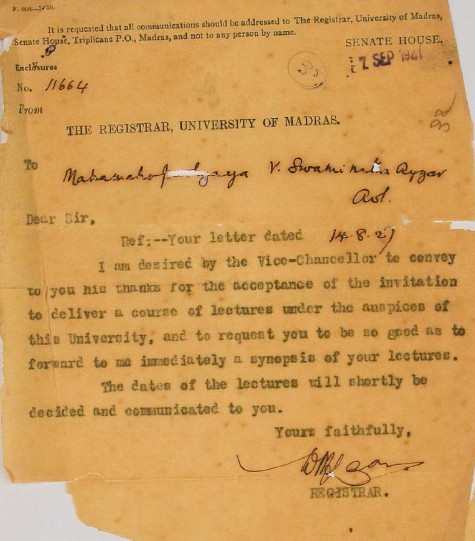 It is requested that all communications should be addressed to The Registrar, University of Madras,
Senate House, Triplicane P.O., Madras, and not to any person by name.
SENATE HOUSE,
7 SEP
Enclosures
No. 11664
From
THE REGISTRAR, UNIVERSITY OF MADRAS.
To
Mahamahopadhyaya V. Swaminatha Ayyar
Avl.
Dear Sir,
Ref:--Your letter dated 14-8-27
I am desired by the Vice-Chancellor to convey
to you his thanks for the acceptance of the invitation
to deliver a course of lectures under the auspices of
this University, and to request you to be so good as to
forward to me immediately a synopsis of your lectures.
The dates of the lectures will shortly be
decided and communicated to you.
Yours faithfully,
REGISTRAR.